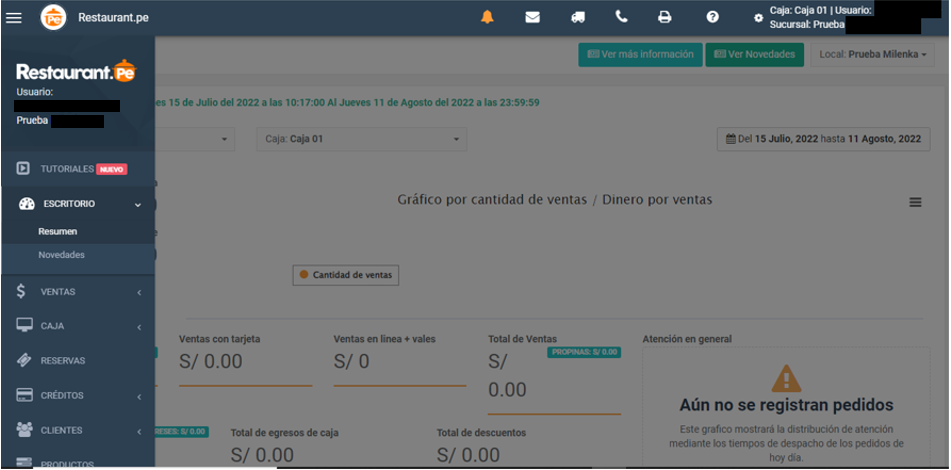 Restaurant.pe
Caja: Caja 01 | Usuario:
Sucursal: Prueba
Restaurant.Pe
Usuario:
Prueba
Ver más información
Ver Novedades
Local: Prueba Milenka
es 15 de Julio del 2022 a las 10:17:00 Al Jueves 11 de Agosto del 2022 a las 23:59:59
Caja: Caja 01
Del 15 Julio, 2022 hasta 11 Agosto, 2022
TUTORIALES NUEVO
ESCRITORIO
Resumen
Novedades
VENTAS
CAJA
RESERVAS
CRÉDITOS
CLIENTES
PRODUCTOS
Gráfico por cantidad de ventas / Dinero por ventas
Cantidad de ventas
Ventas con tarjeta
S/ 0.00
Ventas en linea + vales
S/ 0
Total de Ventas
PROPINAS: S/ 0.00
S/
0.00
Atención en general
Aún no se registran pedidos
Este grafico mostrará la distribución de atención
mediante los tiempos de despacho de los pedidos de
hoy día.
RESES: S/ 0.00
Total de egresos de caja
S/ 0.00
Total de descuentos
S/ 0.00